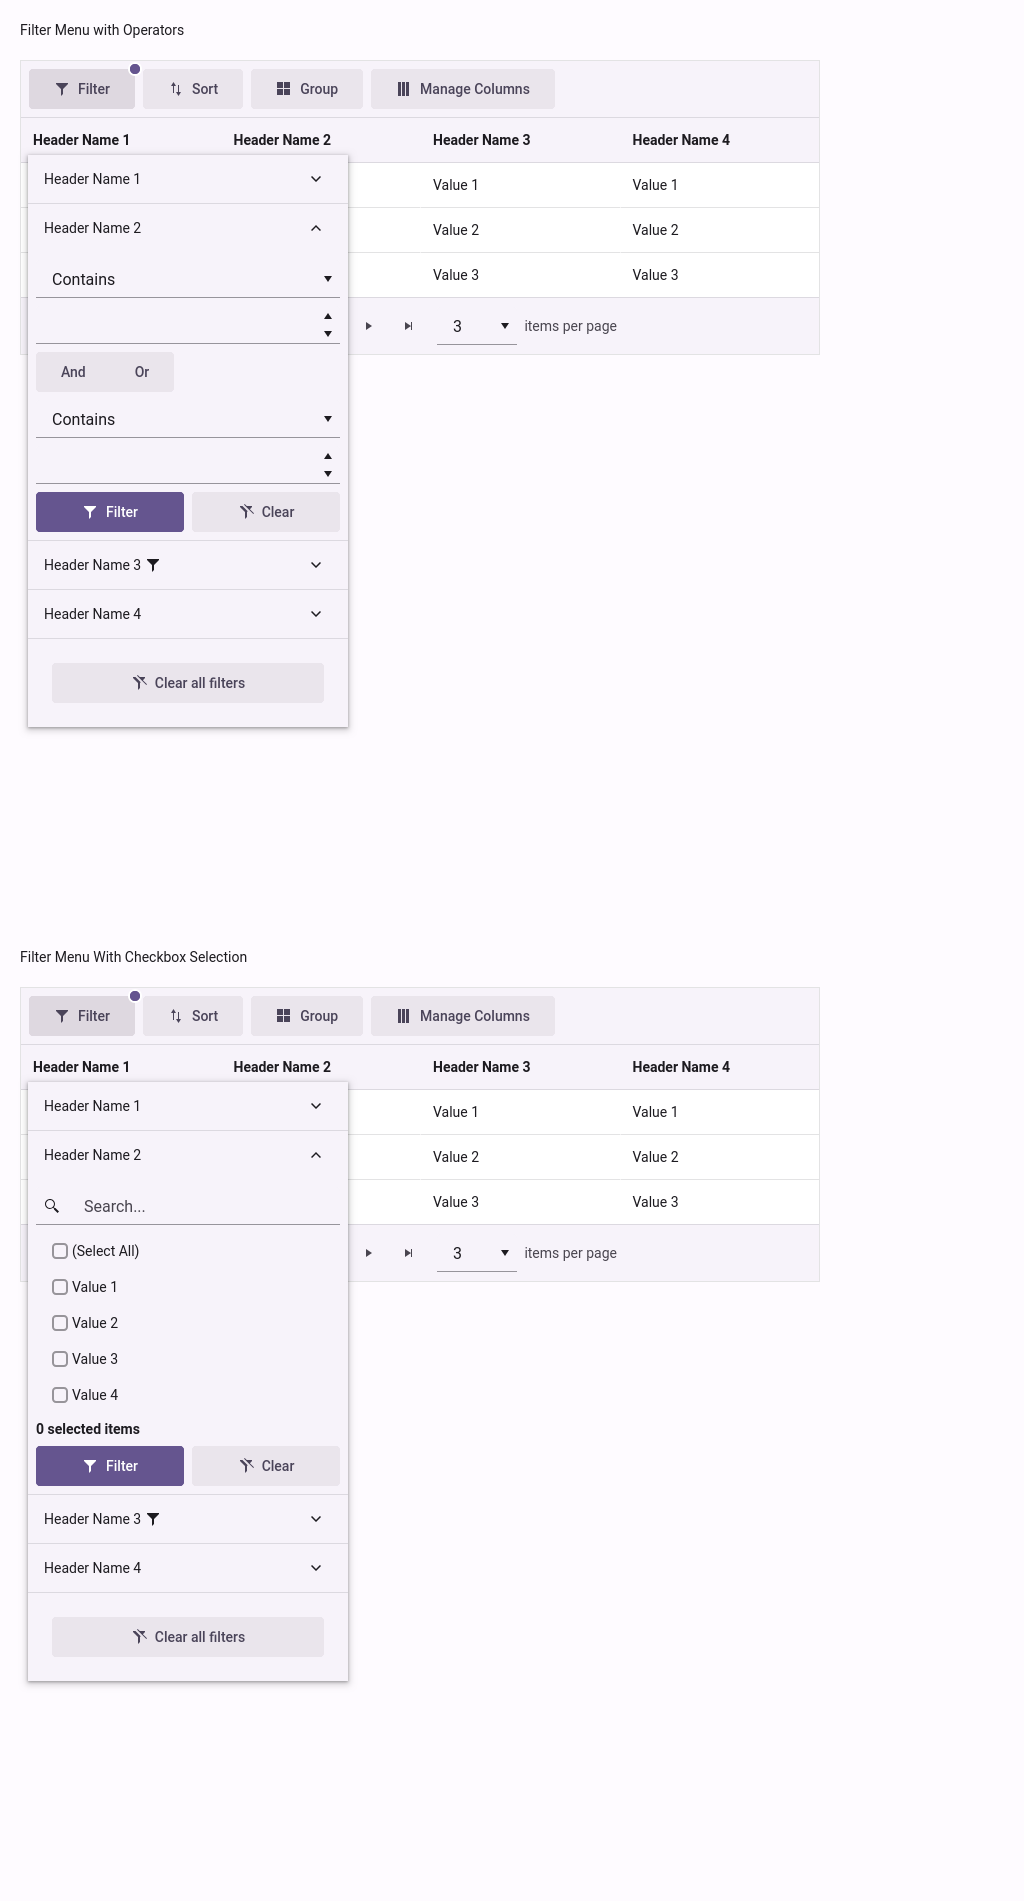 Filter Menu with Operators
Filter Sort Group Manage Columns
Header Name 1 Header Name 2 Header Name 3 Header Name 4
Header Name 1
Value 1 Value 1
Header Name 2
Value 2 Value 2
Contains
Value 3 Value 3
3 items per page
And Or
Contains
Filter Clear
Header Name 3
Header Name 4
Clear all filters
Filter Menu With Checkbox Selection
Filter Sort Group Manage Columns
Header Name 1 Header Name 2 Header Name 3 Header Name 4
Header Name 1
Value 1 Value 1
Header Name 2
Value 2 Value 2
Search...
Value 3 Value 3
(Select All)
3 items per page
Value 1
Value 2
Value 3
Value 4
0 selected items
Filter Clear
Header Name 3
Header Name 4
Clear all filters